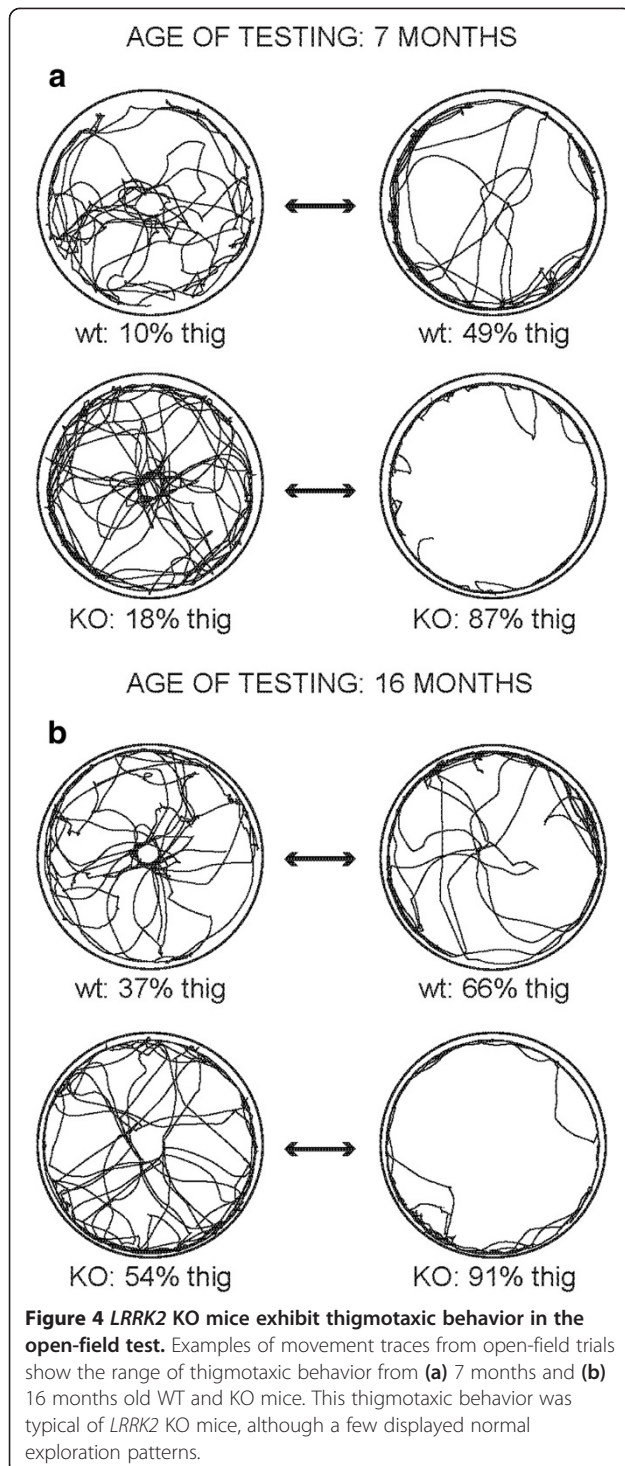 AGE OF TESTING: 7 MONTHS
a
wt: 10% thig
wt: 49% thig
KO: 18% thig
KO: 87% thig
AGE OF TESTING: 16 MONTHS
b
wt: 37% thig
wt: 66% thig
KO: 54% thig
KO: 91% thig
Figure 4 LRRK2 KO mice exhibit thigmotaxic behavior in the
open-field test. Examples of movement traces from open-field trials
show the range of thigmotaxic behavior from (a) 7 months and (b)
16 months old WT and KO mice. This thigmotaxic behavior was
typical of LRRK2 KO mice, although a few displayed normal
exploration patterns.